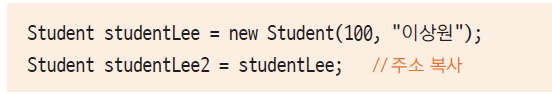 Student studentLee = new Student(100, "이상원");
Student studentLee2 = studentLee; //주소 복사